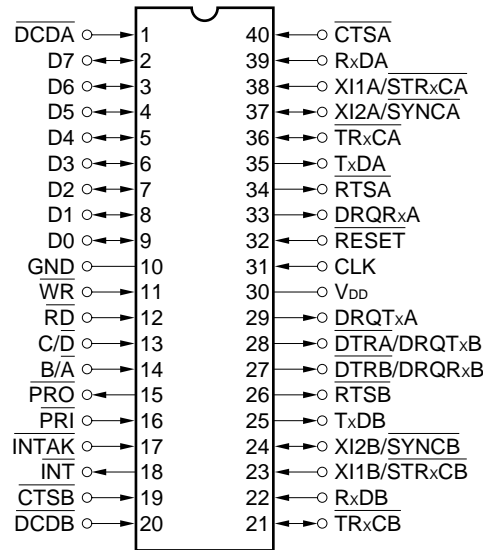 DCDA 1 40 CTSA
D7 2 39 RxDA
D6 3 38 XI1A/STRxCA
D5 4 37 XI2A/SYNCA
D4 5 36 TRxCA
D3 6 35 TxDA
D2 7 34 RTSA
D1 8 33 DRQRxA
D0 9 32 RESET
GND 10 31 CLK
WR 11 30 VDD
RD 12 29 DRQTxA
C/D 13 28 DTRA/DRQTxB
B/A 14 27 DTRB/DRQRxB
PRO 15 26 RTSB
PRI 16 25 TxDB
INTAK 17 24 XI2B/SYNCB
INT 18 23 XI1B/STRxCB
CTSB 19 22 RxDB
DCDB 20 21 TRxCB